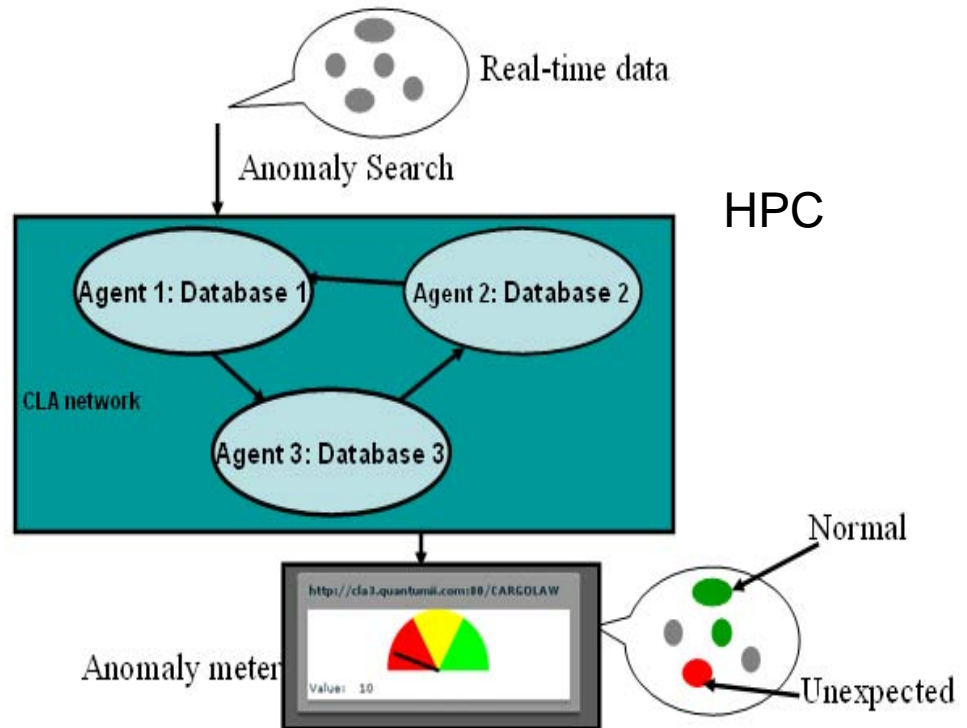 Real-time data
Anomaly Search
HPC
Agent 1: Database 1
Agent 2: Database 2
CLA network
Agent 3: Database 3
Normal
http://cla3.quantumii.com:80/CARGOLAW
Anomaly meter
Value: 10
Unexpected